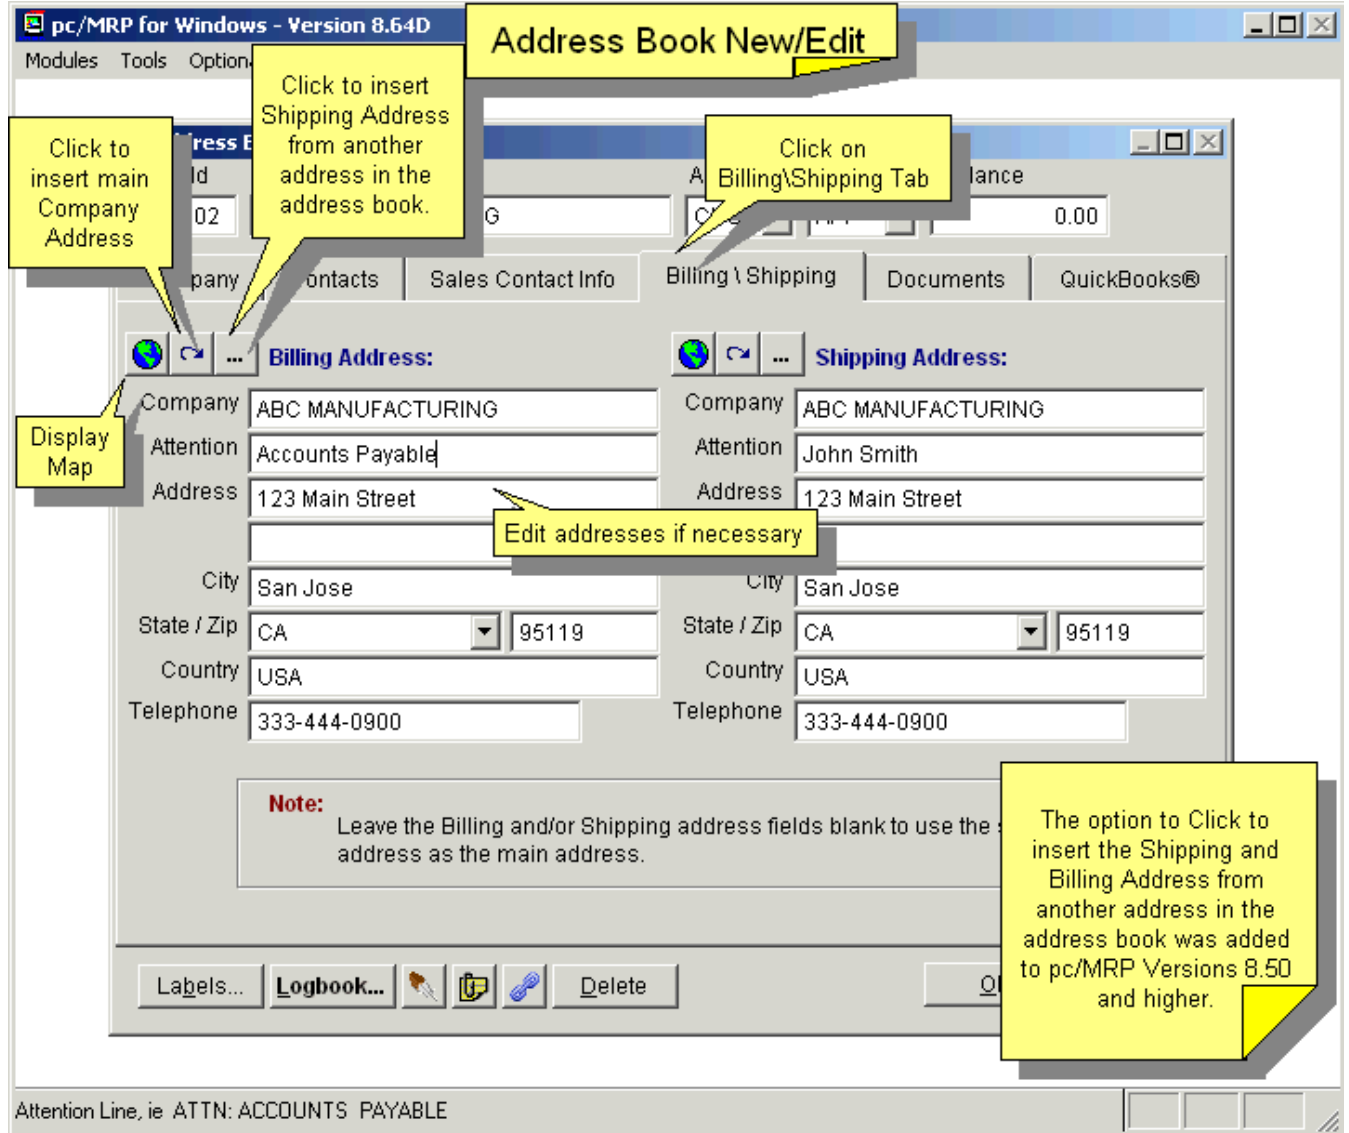 pc/MRP for Windows - Version 8.64D
Address Book New/Edit
Modules Tools Option
Click to insert
Shipping Address
from another
address in the
address book.
Click to
insert main
Company
Address
Click on
Billing\Shipping Tab
ress E
Id
A
lance
02
G
0.00
pany
ontacts
Sales Contact Info
Billing \ Shipping
Documents
QuickBooks®
... Billing Address:
... Shipping Address:
Display
Map
Company ABC MANUFACTURING
Company ABC MANUFACTURING
Attention Accounts Payable
Attention John Smith
Address 123 Main Street
Address 123 Main Street
Edit addresses if necessary
City San Jose
City San Jose
State / Zip CA 95119
State / Zip CA 95119
Country USA
Country USA
Telephone 333-444-0900
Telephone 333-444-0900
Note:
Leave the Billing and/or Shipping address fields blank to use the
address as the main address.
The option to Click to
insert the Shipping and
Billing Address from
another address in the
address book was added
to pc/MRP Versions 8.50
and higher.
Labels...
Logbook...
Delete
Attention Line, ie ATTN: ACCOUNTS PAYABLE